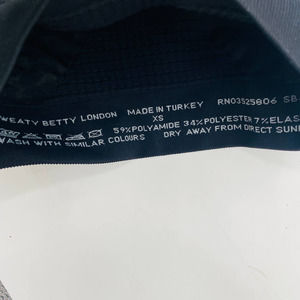 WEATY BETTY LONDON MADE IN TURKEY RN03525806 SB
XS
59%POLYAMIDE 34%POLYESTER 7%ELAS
WASH WITH SIMILAR COLOURS DRY AWAY FROM DIRECT SUN